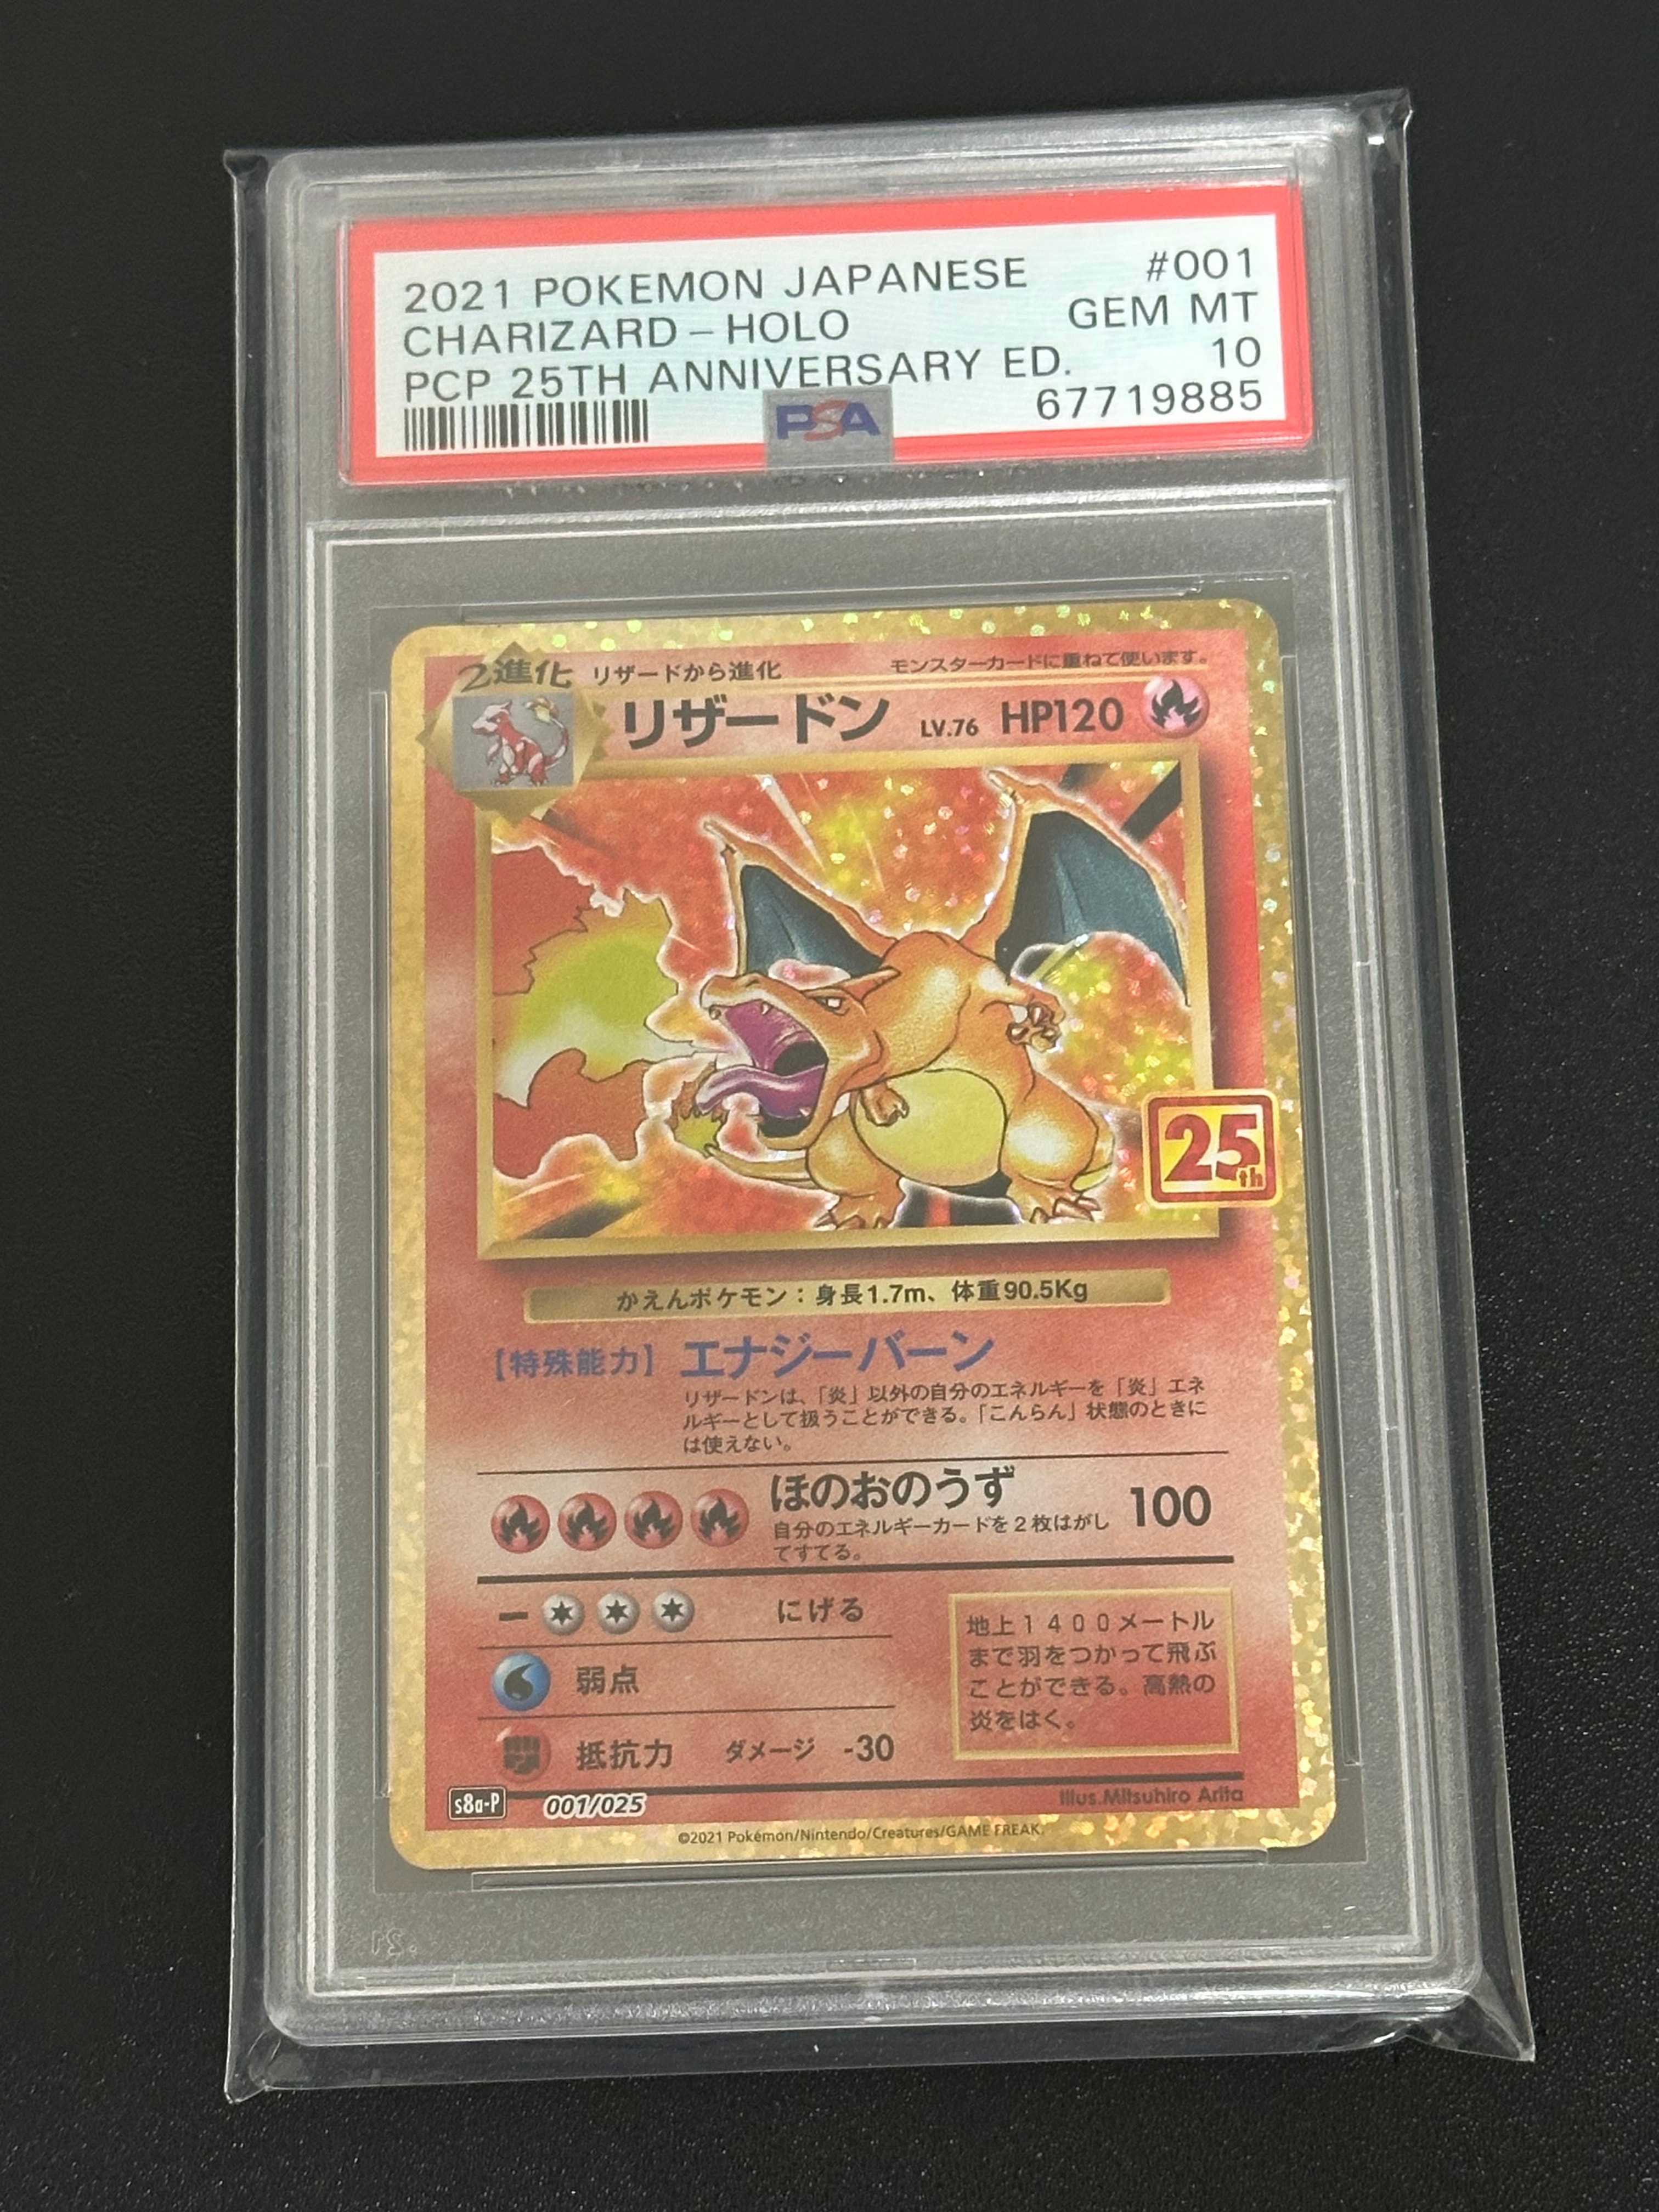 2021 POKEMON JAPANESE #001
CHARIZARD – HOLO GEM MT
PCP 25TH ANNIVERSARY ED. 10
67719885
PSA
2進化 リザードから進化 モンスターカードに重ねて使います。
リザードン LV.76 HP120
25th
かえんポケモン：身長1.7m、体重90.5Kg
【特殊能力】 エナジーバーン
リザードンは、「炎」以外の自分のエネルギーを「炎」エネ
ルギーとして扱うことができる。「こんらん」状態のときに
は使えない。
ほのおのうず 100
自分のエネルギーカードを２枚はがし
てすてる。
にげる
弱点
抵抗力 ダメージ -30
地上１４００メートル
まで羽をつかって飛ぶ
ことができる。高熱の
炎をはく。
s8a-P 001/025 Illus.Mitsuhiro Arita
©2021 Pokémon/Nintendo/Creatures/GAME FREAK.